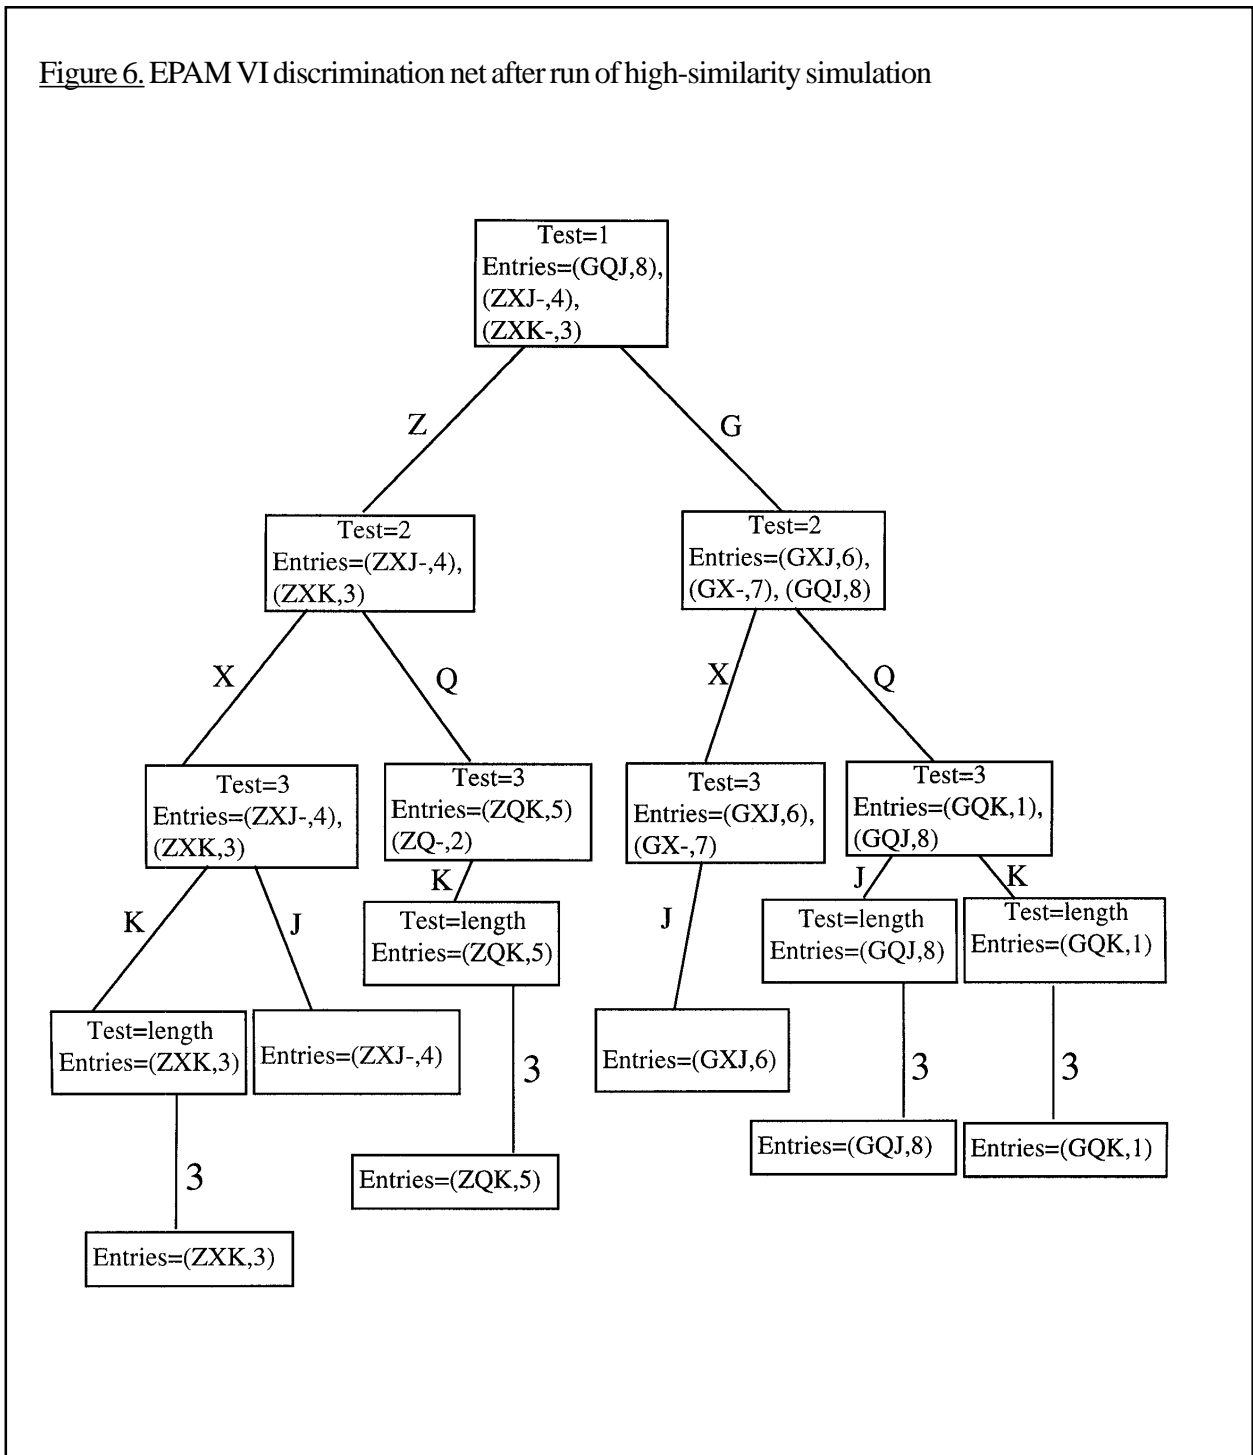 Figure 6. EPAM VI discrimination net after run of high-similarity simulation
Test=1
Entries=(GQJ,8),
(ZXJ-,4),
(ZXK-,3)
Z
G
Test=2
Entries=(ZXJ-,4),
(ZXK,3)
Test=2
Entries=(GXJ,6),
(GX-,7), (GQJ,8)
X
Q
X
Q
Test=3
Entries=(ZXJ-,4),
(ZXK,3)
Test=3
Entries=(ZQK,5)
(ZQ-,2)
Test=3
Entries=(GXJ,6),
(GX-,7)
Test=3
Entries=(GQK,1),
(GQJ,8)
K
J
K
J
J
K
Test=length
Entries=(ZXK,3)
Entries=(ZXJ-,4)
Test=length
Entries=(ZQK,5)
Entries=(GXJ,6)
Test=length
Entries=(GQJ,8)
Test=length
Entries=(GQK,1)
3
3
3
3
Entries=(ZXK,3)
Entries=(ZQK,5)
Entries=(GQJ,8)
Entries=(GQK,1)